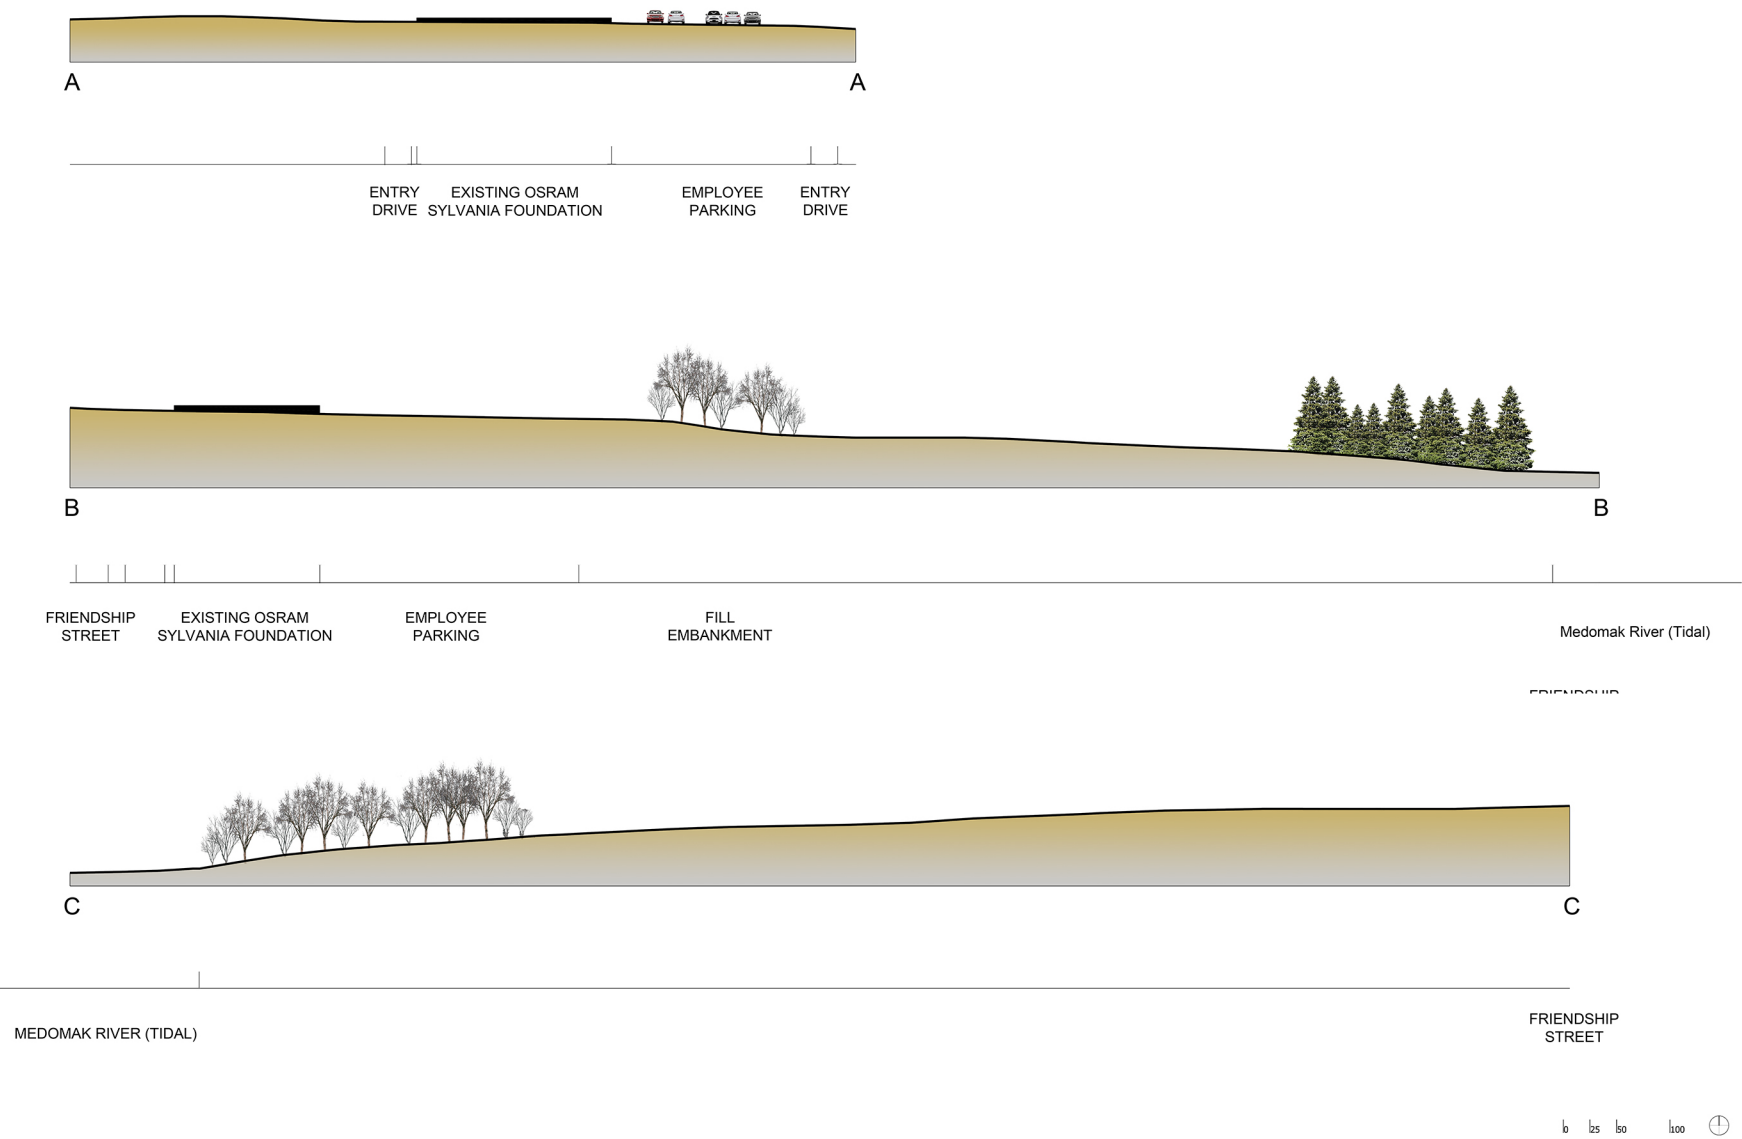 A A
ENTRY EXISTING OSRAM EMPLOYEE ENTRY
DRIVE SYLVANIA FOUNDATION PARKING DRIVE
B B
FRIENDSHIP EXISTING OSRAM EMPLOYEE FILL
STREET SYLVANIA FOUNDATION PARKING EMBANKMENT
Medomak River (Tidal)
FRIENDSHIP
C C
FRIENDSHIP
MEDOMAK RIVER (TIDAL) STREET
0 25 50 100